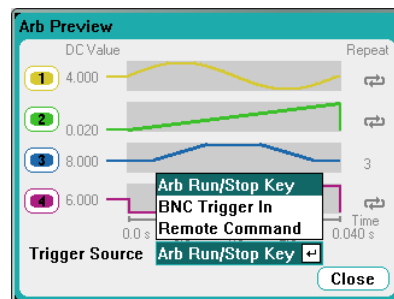 Arb Preview
DC Value Repeat
1 4.000
2 0.020
3 8.000 3
4 6.000
Arb Run/Stop Key
BNC Trigger In
Remote Command
Time
0.0 s 0.040 s
Trigger Source Arb Run/Stop Key
Close